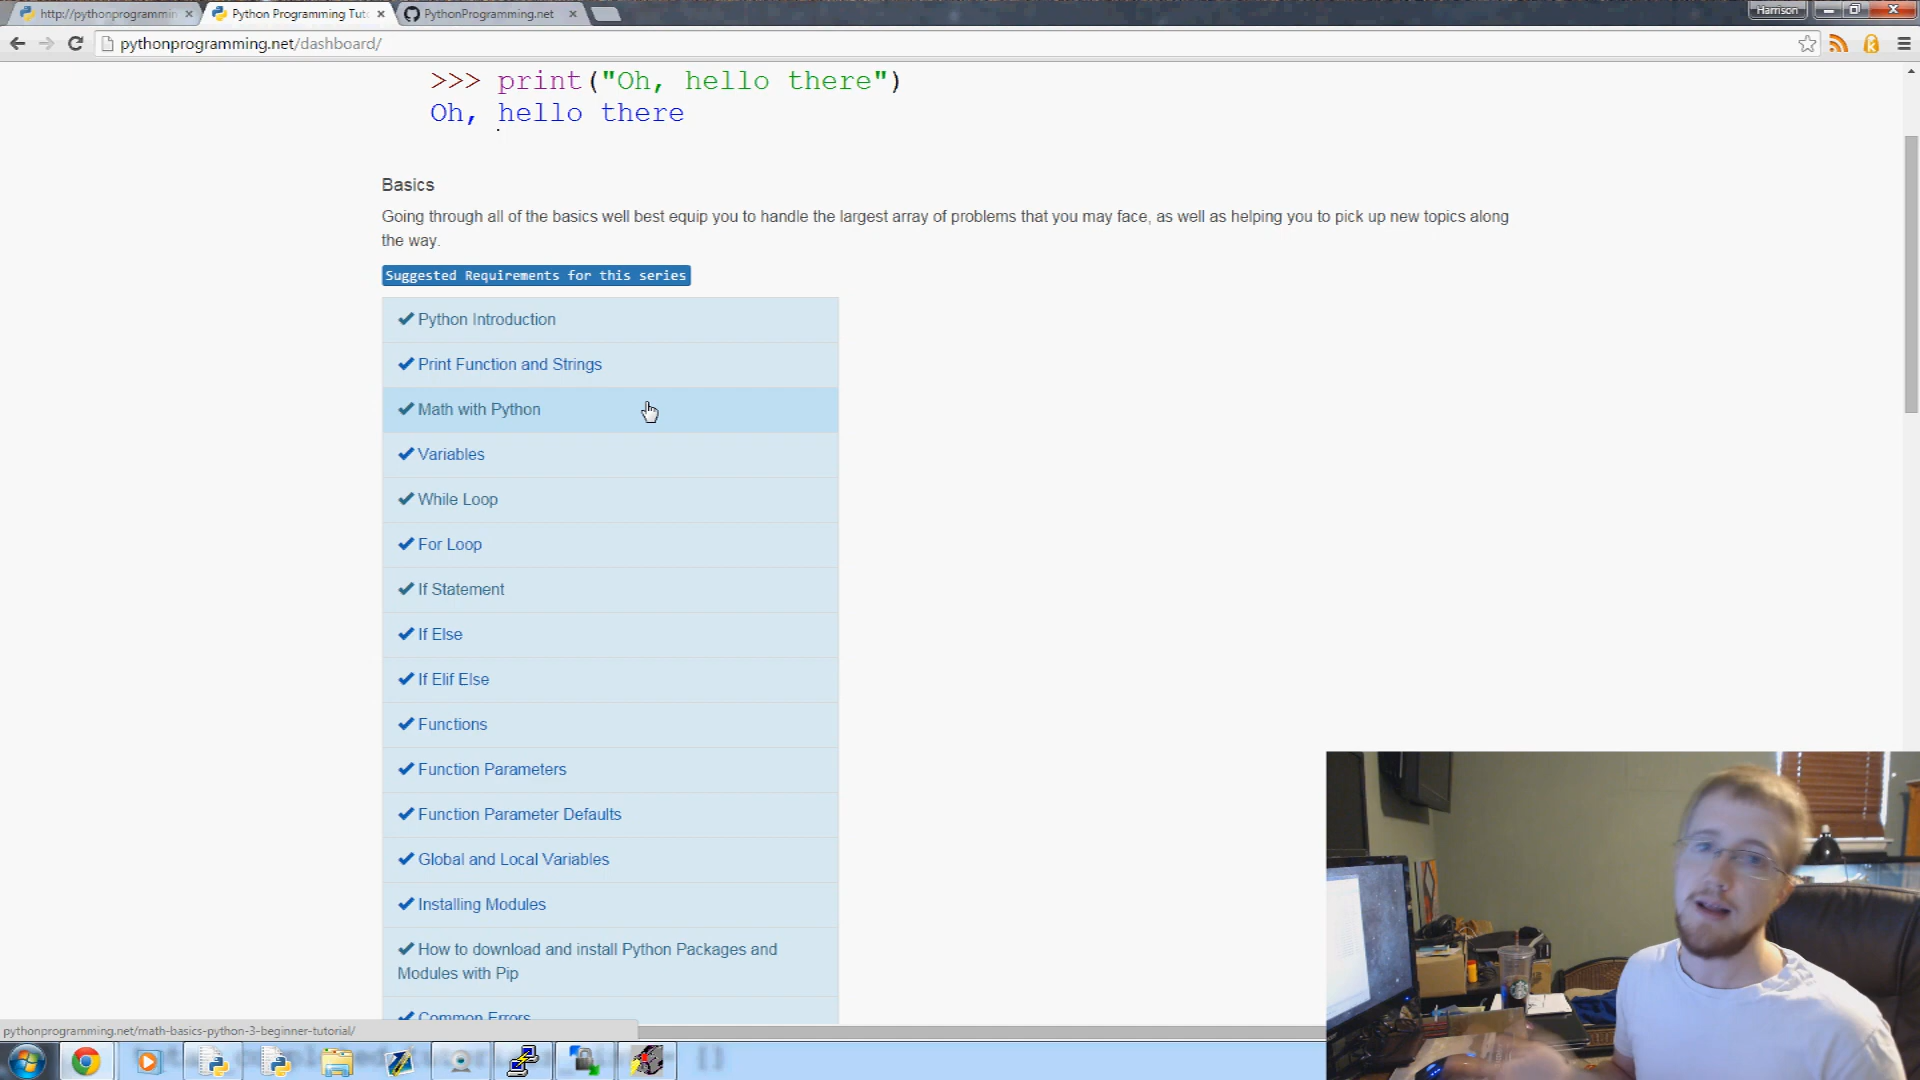 http://pythonprogrammin
Python Programming Tut
PythonProgramming.net
Harrison
pythonprogramming.net/dashboard/
>>> print("Oh, hello there")
Oh, hello there
Basics
Going through all of the basics well best equip you to handle the largest array of problems that you may face, as well as helping you to pick up new topics along
the way.
Suggested Requirements for this series
Python Introduction
Print Function and Strings
Math with Python
Variables
While Loop
For Loop
If Statement
If Else
If Elif Else
Functions
Function Parameters
Function Parameter Defaults
Global and Local Variables
Installing Modules
How to download and install Python Packages and
Modules with Pip
Common Errors
pythonprogramming.net/math-basics-python-3-beginner-tutorial/